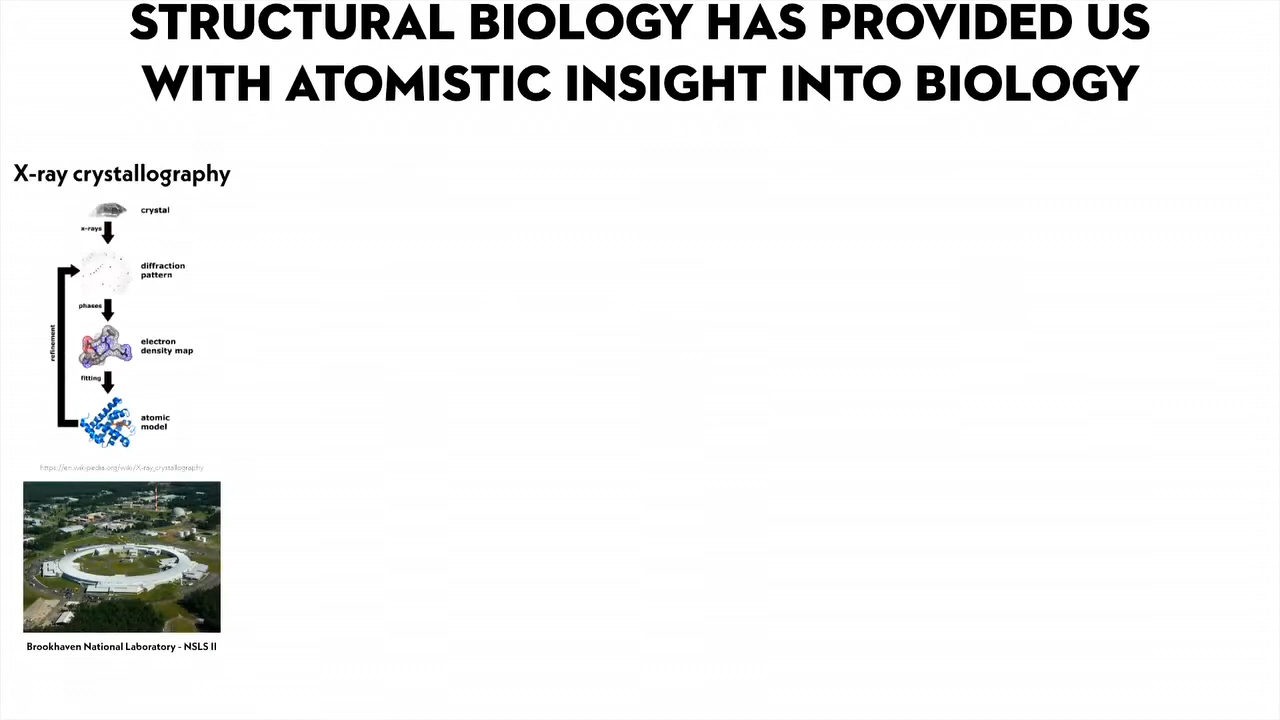 STRUCTURAL BIOLOGY HAS PROVIDED US
WITH ATOMISTIC INSIGHT INTO BIOLOGY
X-ray crystallography
crystal
x-rays
diffraction
pattern
phases
electron
density map
refinement
fitting
atomic
model
https://en.wikipedia.org/wiki/X-ray_crystallography
Brookhaven National Laboratory - NSLS II